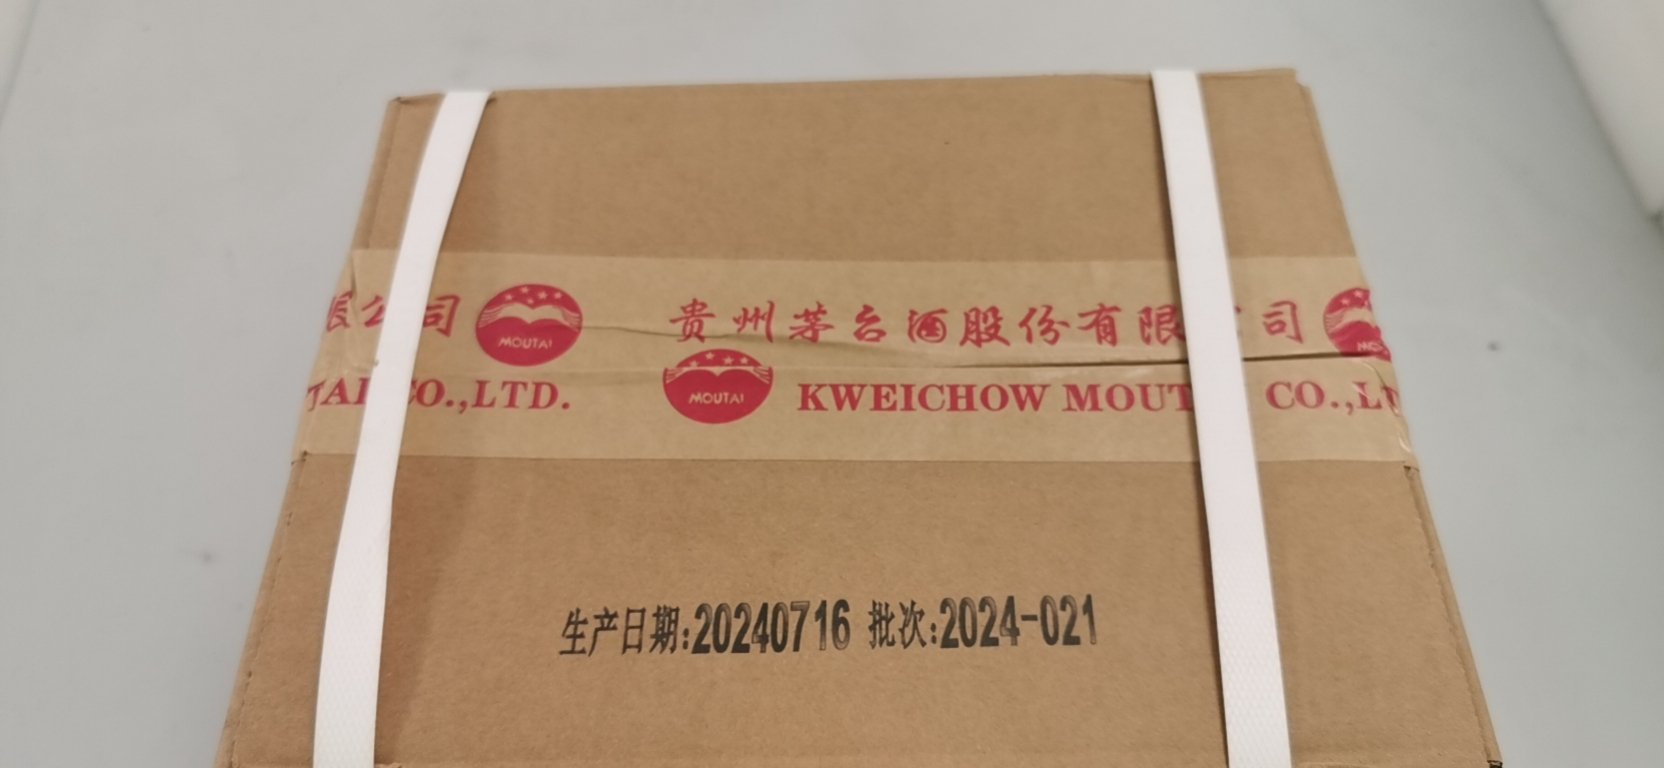 限公司 MOUTAI 贵州茅台酒股份有限 司
TAI CO.,LTD. MOUTAI KWEICHOW MOUT CO.,LT
生产日期:20240716 批次:2024-021